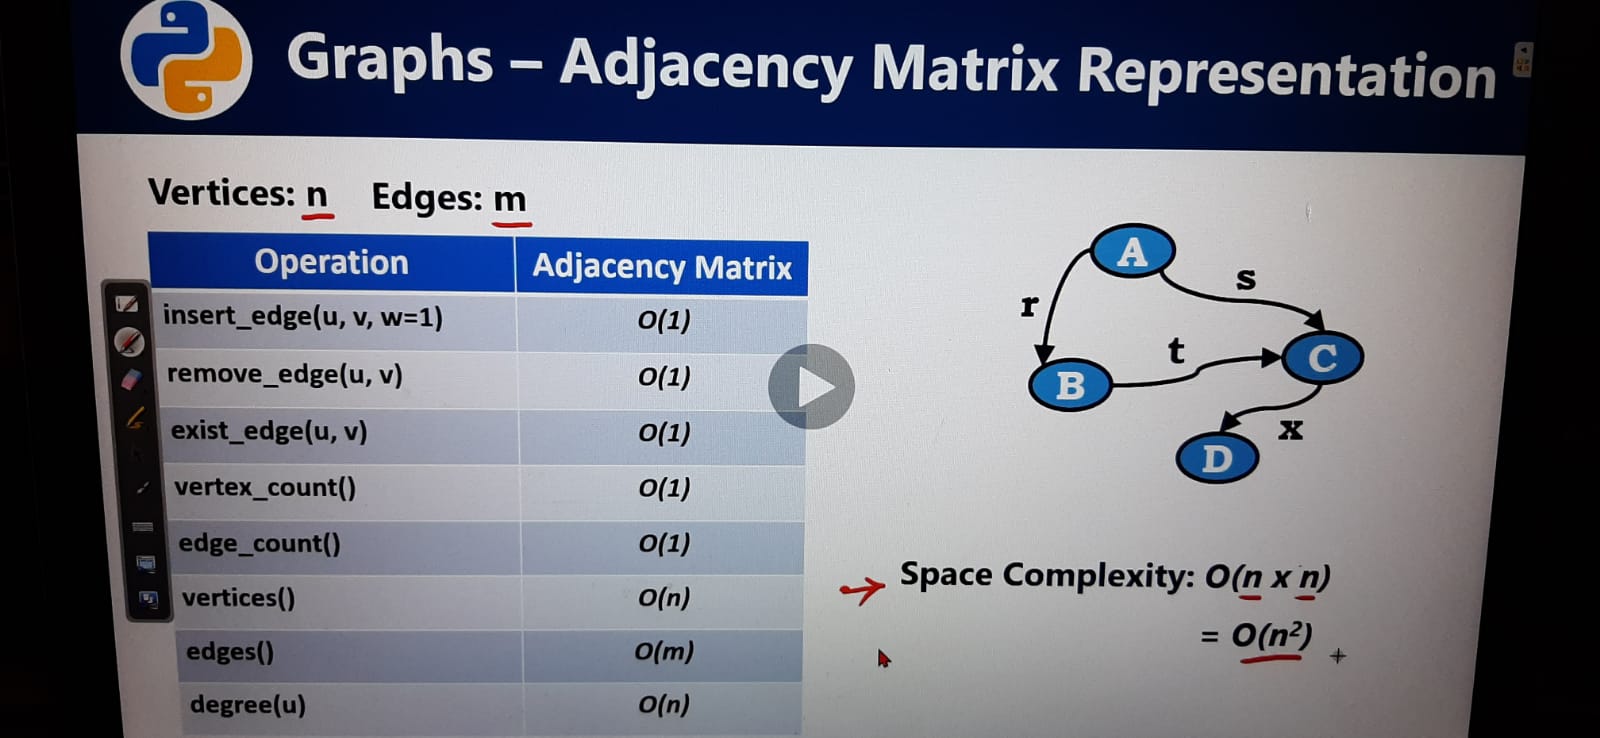 Graphs – Adjacency Matrix Representation
Vertices: n Edges: m
Operation Adjacency Matrix
insert_edge(u, v, w=1) O(1)
remove_edge(u, v) O(1)
exist_edge(u, v) O(1)
vertex_count() O(1)
edge_count() O(1)
vertices() O(n)
edges() O(m)
degree(u) O(n)
A
s
r
t
C
B
x
D
Space Complexity: O(n x n)
= O(n²)